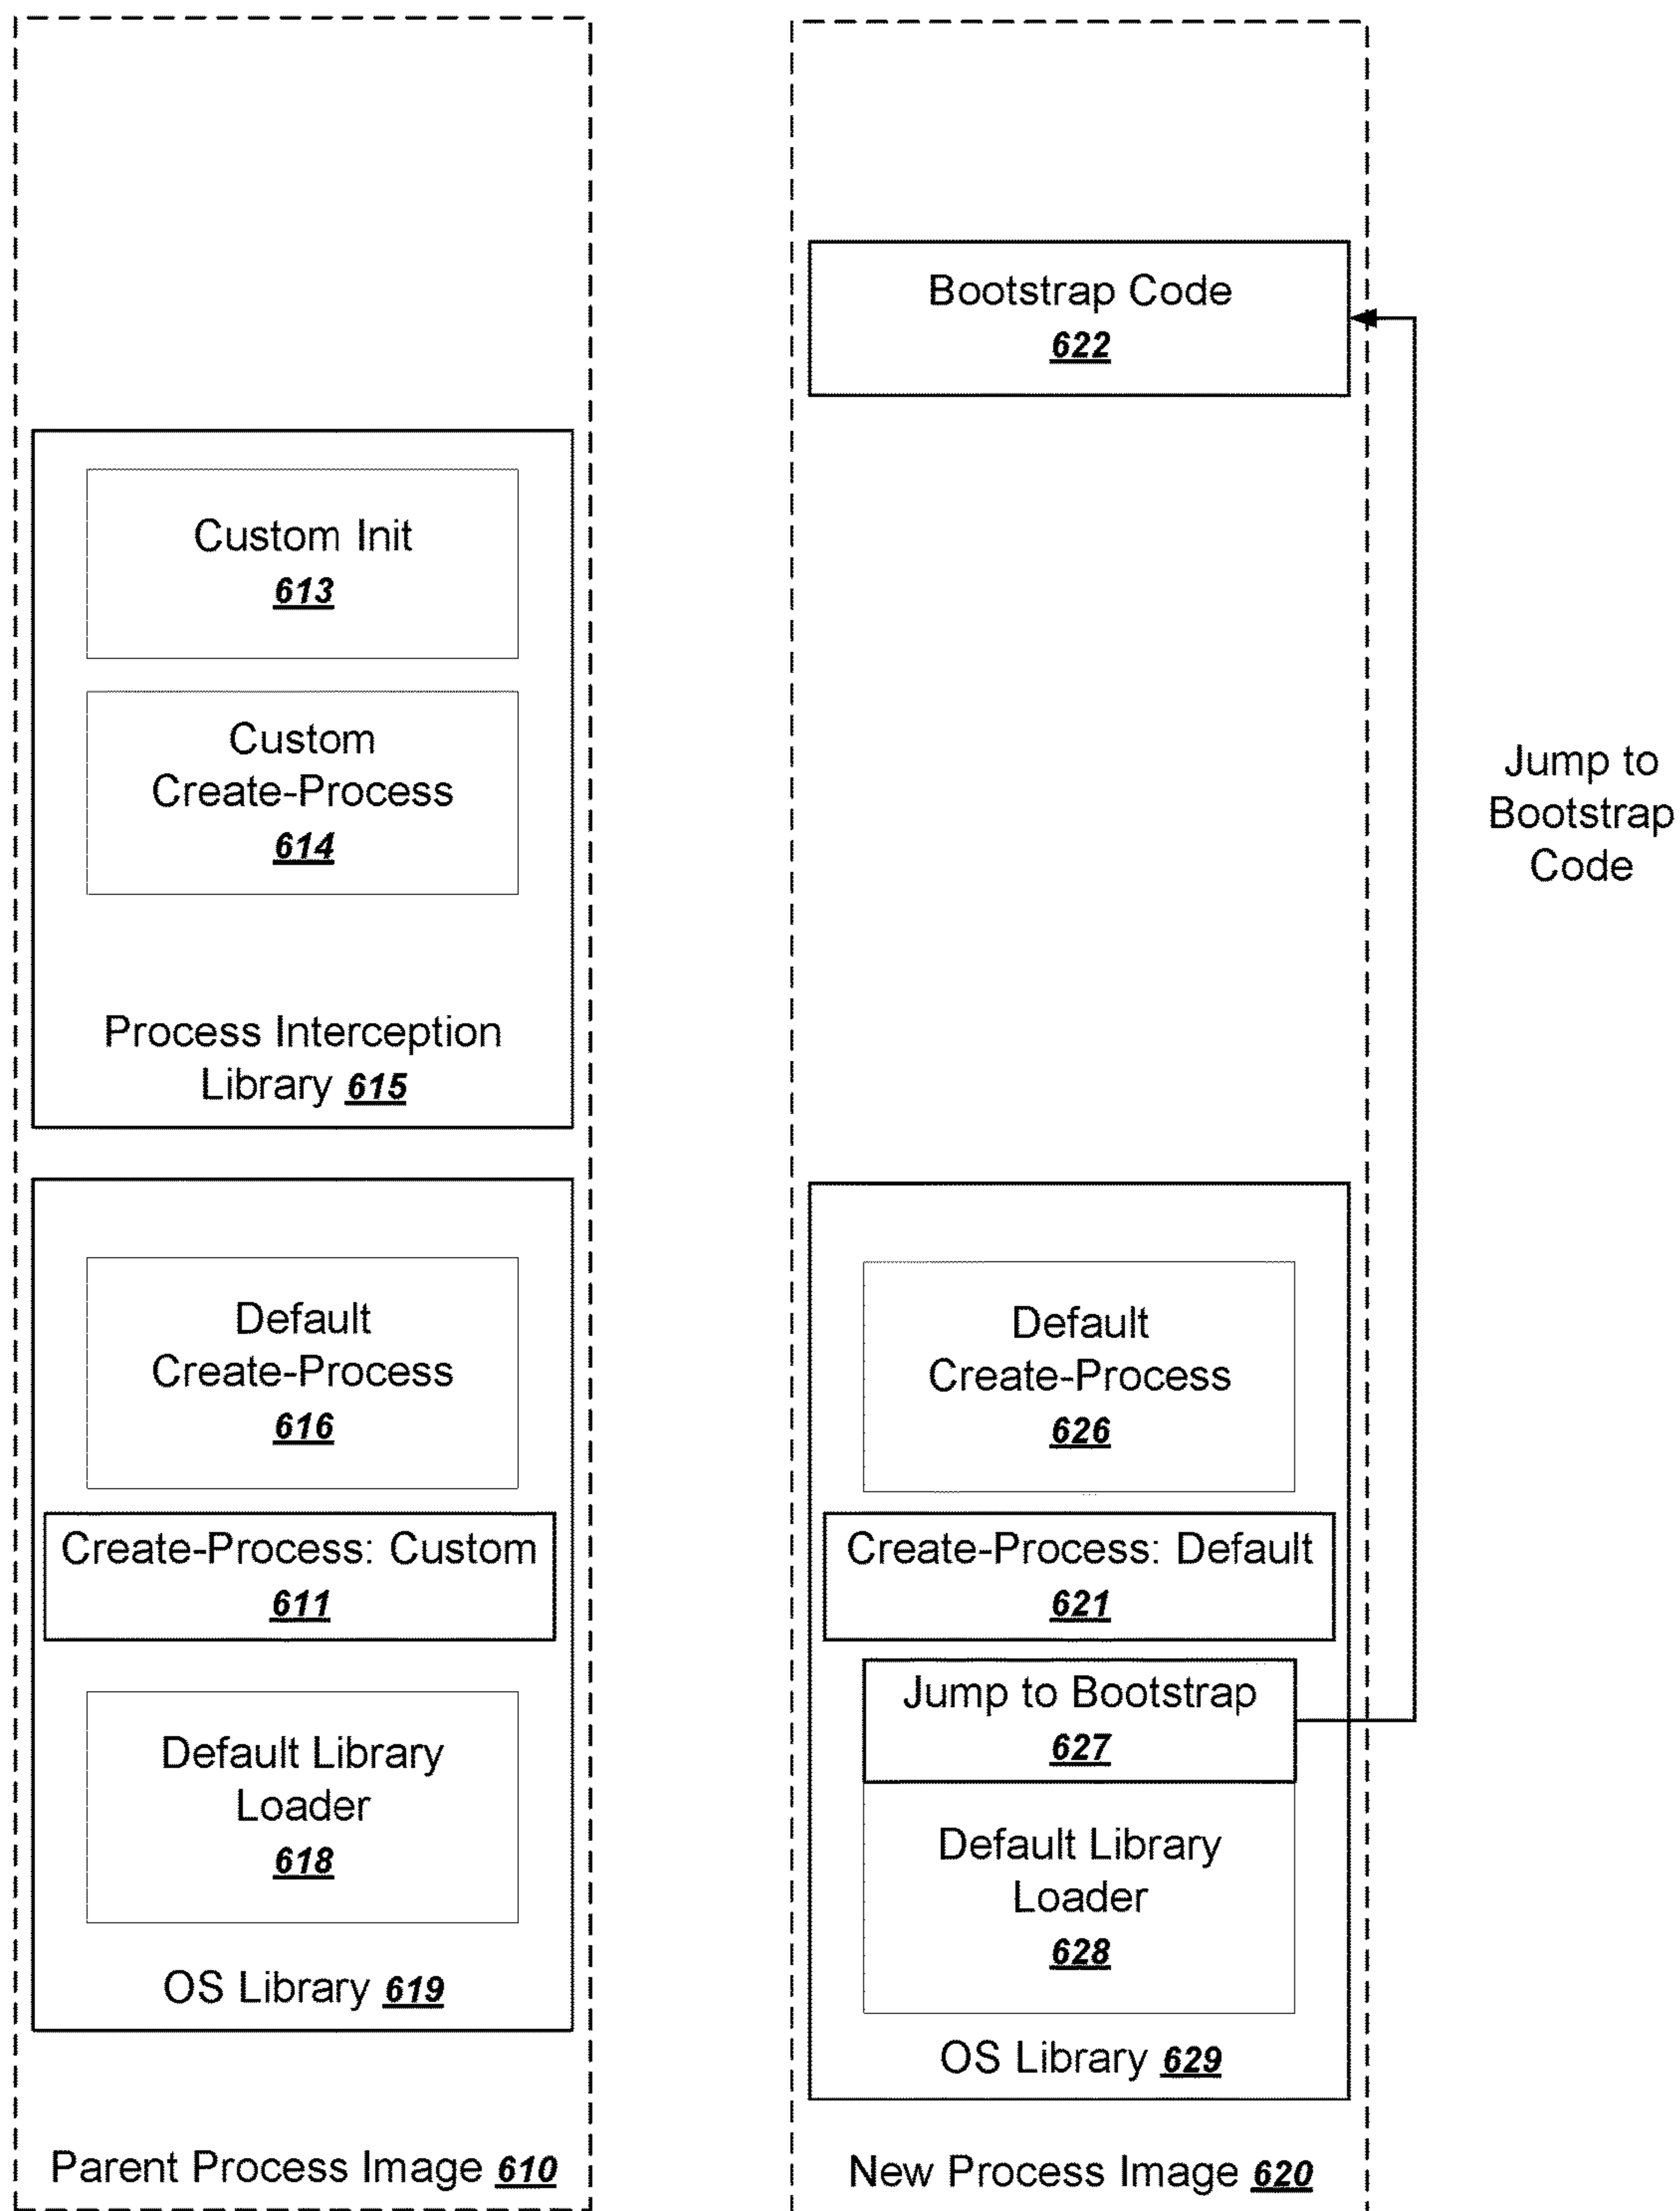 Custom Init
613
Custom
Create-Process
614
Process Interception
Library 615
Default
Create-Process
616
Create-Process: Custom
611
Default Library
Loader
618
OS Library 619
Parent Process Image 610
Bootstrap Code
622
Default
Create-Process
626
Create-Process: Default
621
Jump to Bootstrap
627
Default Library
Loader
628
OS Library 629
New Process Image 620
Jump to
Bootstrap
Code